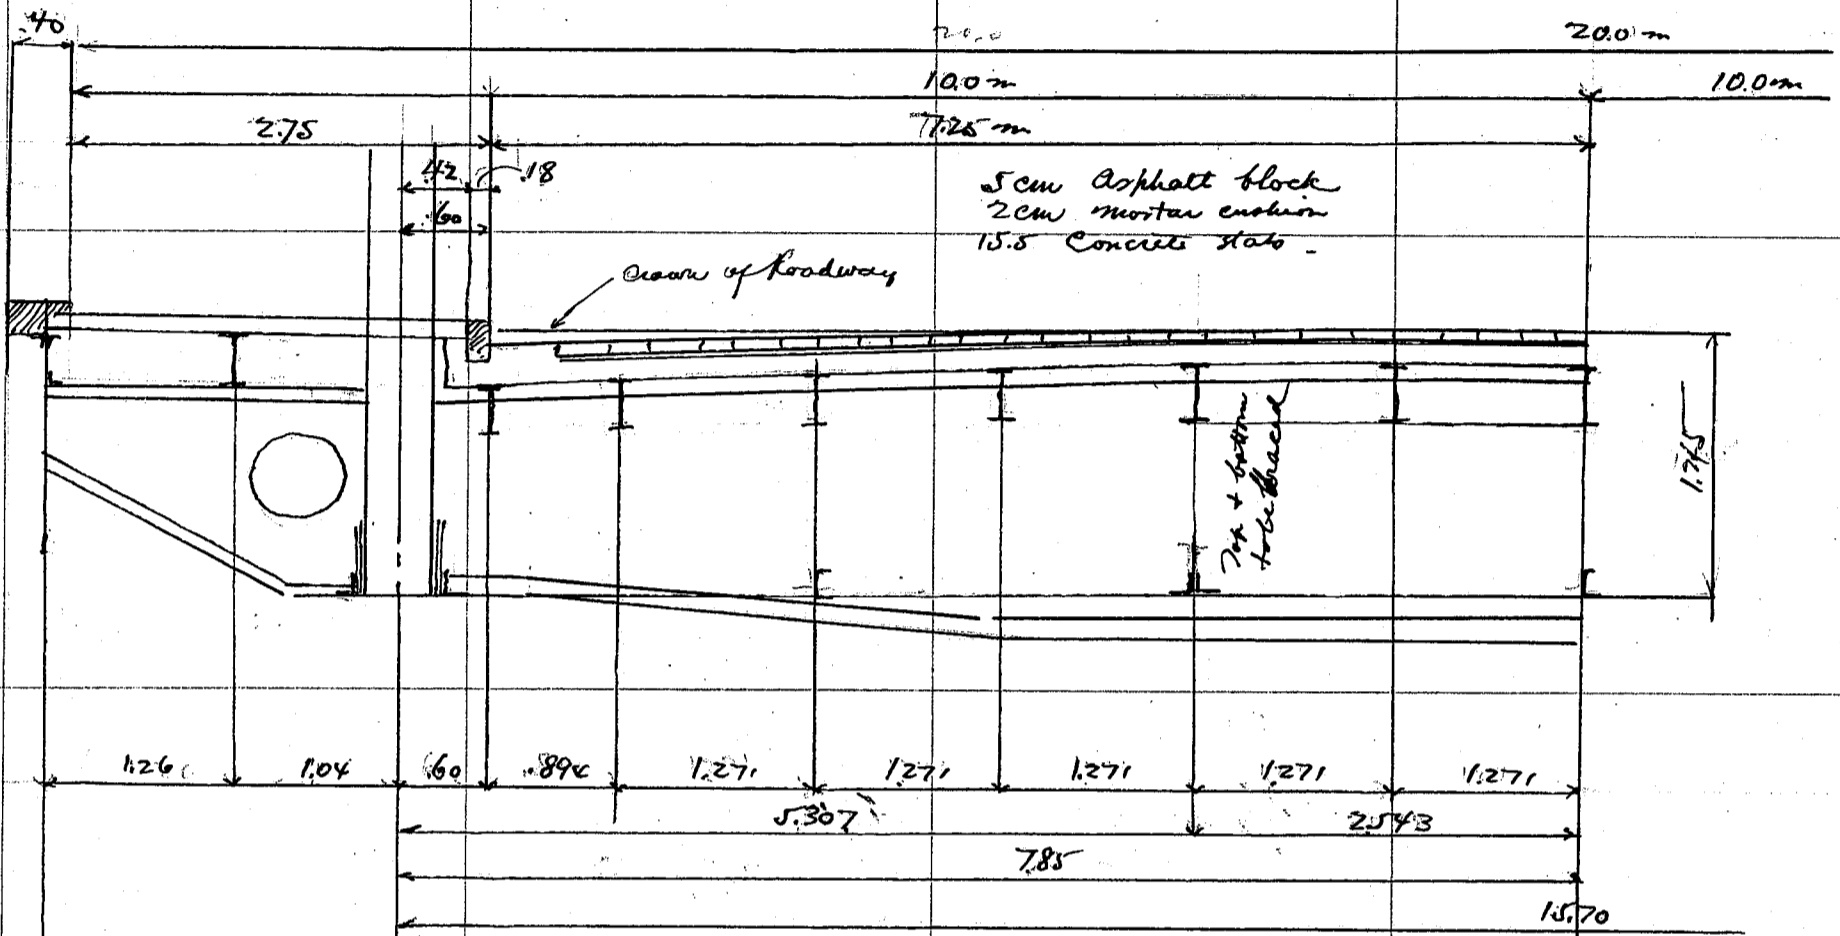 .40
20.0
20.0 m
10.0 m
10.0 m
2.75
7.25 m
.42
.18
.60
5 cm Asphalt block
2 cm mortar cushion
15.5 Concrete slab -
Crown of Roadway
Top + bottom
to be braced
1.26
1.04
.60
.894
1.271
1.271
1.271
1.271
1.271
5.307
2.543
7.85
15.70